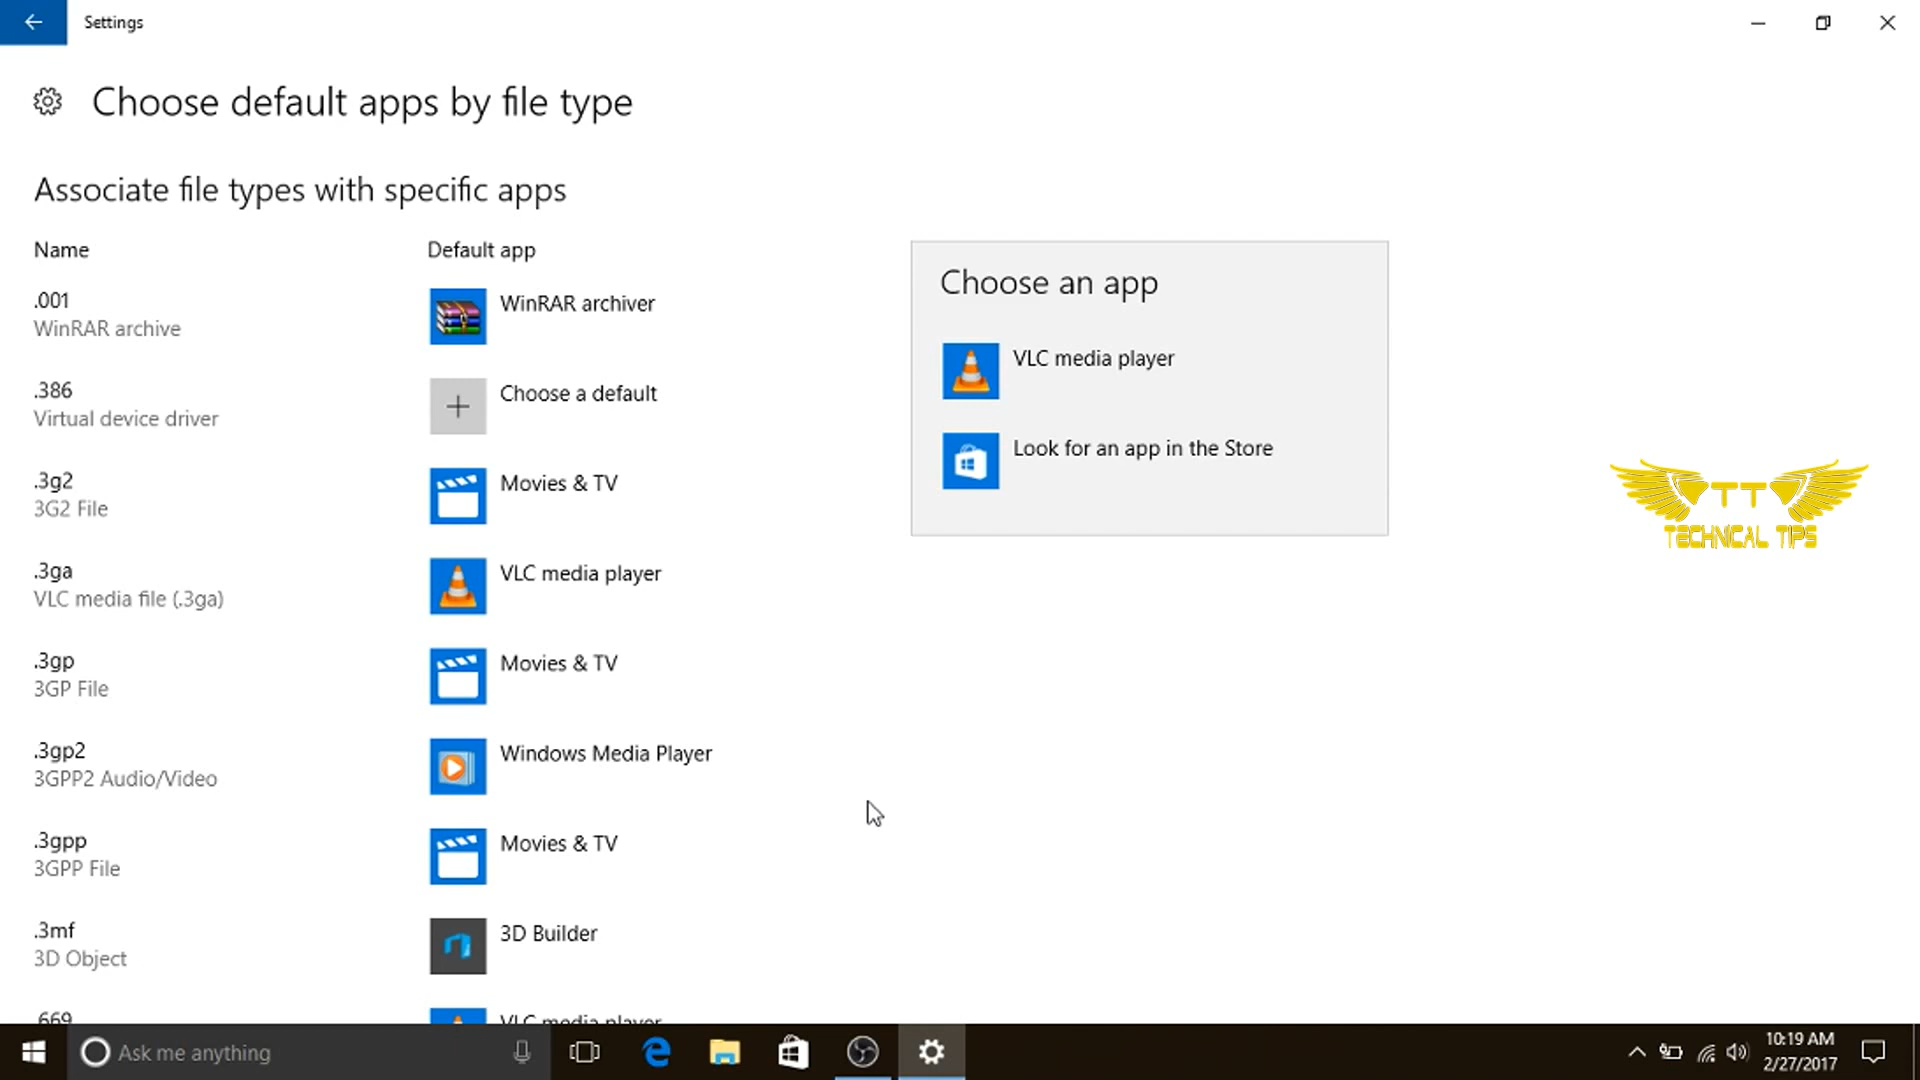 Settings
Choose default apps by file type
Associate file types with specific apps
Name
Default app
.001
WinRAR archive
WinRAR archiver
.386
Virtual device driver
Choose a default
.3g2
3G2 File
Movies & TV
.3ga
VLC media file (.3ga)
VLC media player
.3gp
3GP File
Movies & TV
.3gp2
3GPP2 Audio/Video
Windows Media Player
.3gpp
3GPP File
Movies & TV
.3mf
3D Object
3D Builder
.669
VLC media player
Choose an app
VLC media player
Look for an app in the Store
TT
TECHNICAL TIPS
Ask me anything
10:19 AM
2/27/2017